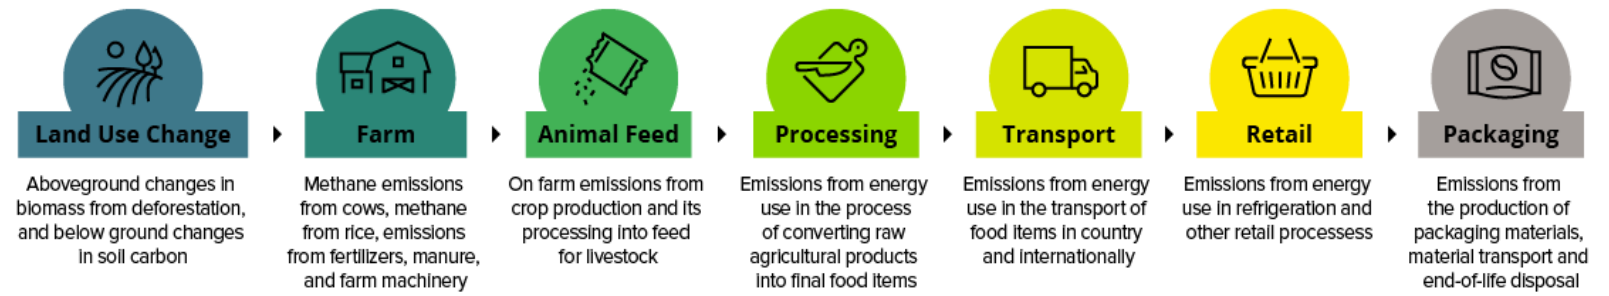 Land Use Change
Aboveground changes in
biomass from deforestation,
and below ground changes
in soil carbon
Farm
Methane emissions
from cows, methane
from rice, emissions
from fertilizers, manure,
and farm machinery
Animal Feed
On farm emissions from
crop production and its
processing into feed
for livestock
Processing
Emissions from energy
use in the process
of converting raw
agricultural products
into final food items
Transport
Emissions from energy
use in the transport of
food items in country
and internationally
Retail
Emissions from energy
use in refrigeration and
other retail processess
Packaging
Emissions from
the production of
packaging materials,
material transport and
end-of-life disposal